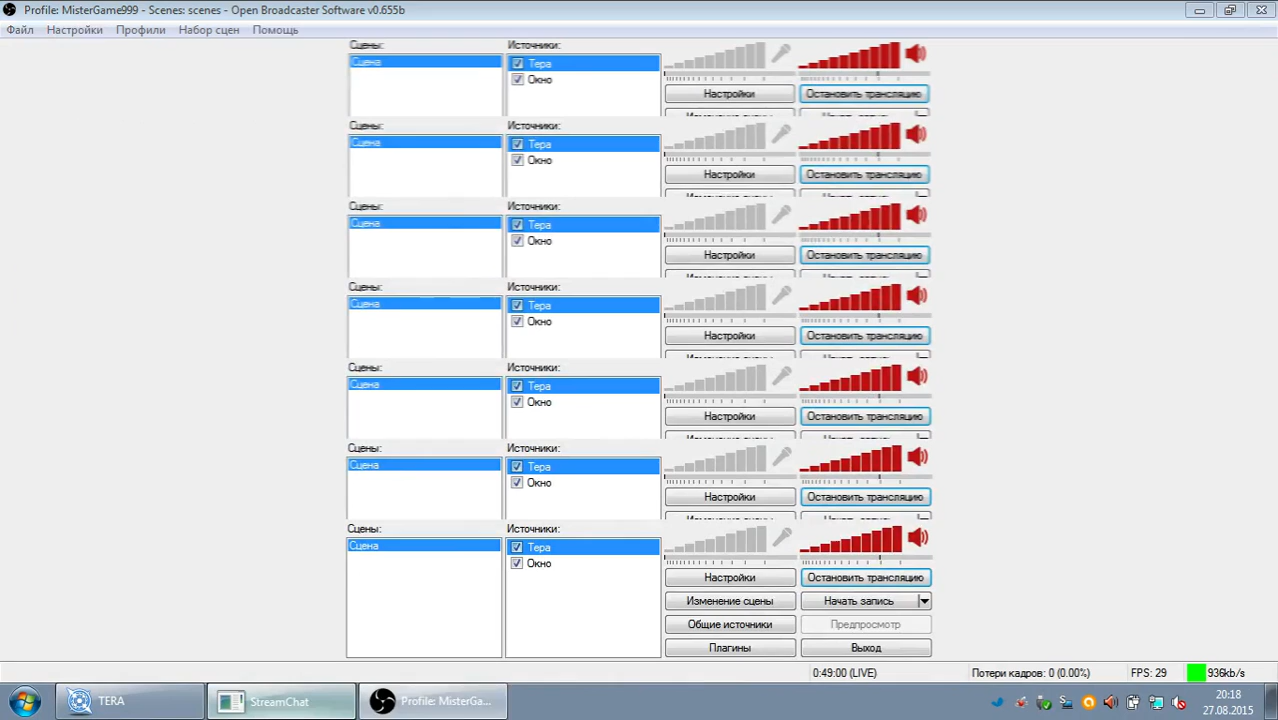 Profile: MisterGame999 - Scenes: scenes - Open Broadcaster Software v0.655b
Файл Настройки Профили Набор сцен Помощь
Сцены: Источники:
Сцена Тера
Окно
Настройки Остановить трансляцию
Сцены: Источники:
Сцена Тера
Окно
Настройки Остановить трансляцию
Сцены: Источники:
Сцена Тера
Окно
Настройки Остановить трансляцию
Сцены: Источники:
Сцена Тера
Окно
Настройки Остановить трансляцию
Сцены: Источники:
Сцена Тера
Окно
Настройки Остановить трансляцию
Сцены: Источники:
Сцена Тера
Окно
Настройки Остановить трансляцию
Сцены: Источники:
Сцена Тера
Окно
Настройки Остановить трансляцию
Изменение сцены Начать запись
Общие источники Предпросмотр
Плагины Выход
0:49:00 (LIVE) Потери кадров: 0 (0.00%) FPS: 29 936kb/s
TERA StreamChat Profile: MisterGa...
20:18
27.08.2015